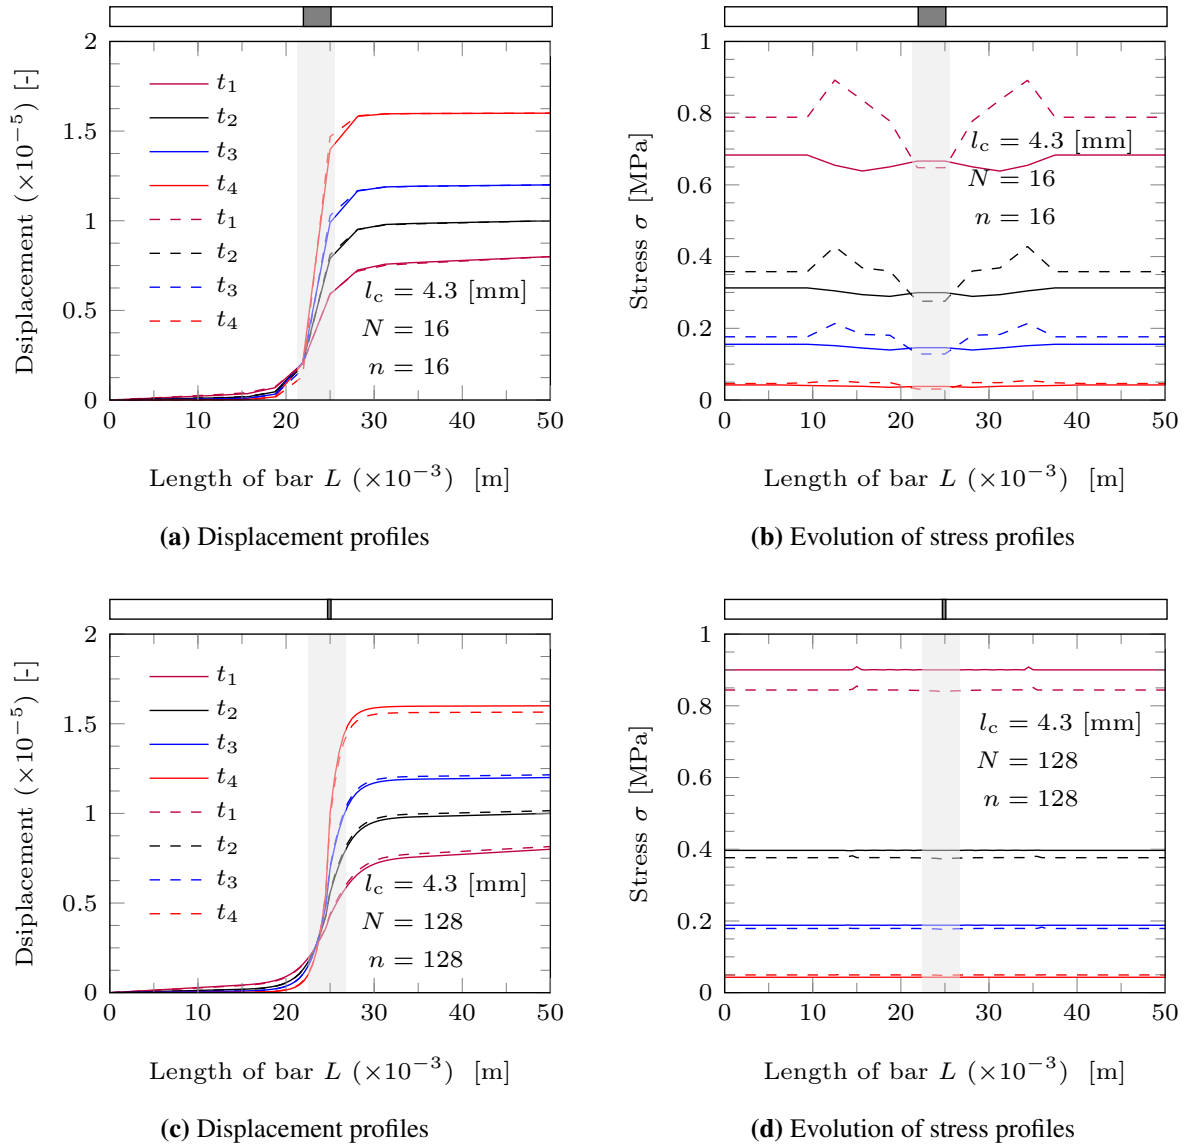 2
1.5
1
0.5
0
Dsiplacement (×10⁻⁵) [-]
t₁
t₂
t₃
t₄
t₁
t₂
t₃
t₄
l_c = 4.3 [mm]
N = 16
n = 16
0 10 20 30 40 50
Length of bar L (×10⁻³) [m]
(a) Displacement profiles
1
0.8
0.6
0.4
0.2
0
Stress σ [MPa]
l_c = 4.3 [mm]
N = 16
n = 16
0 10 20 30 40 50
Length of bar L (×10⁻³) [m]
(b) Evolution of stress profiles
2
1.5
1
0.5
0
Dsiplacement (×10⁻⁵) [-]
t₁
t₂
t₃
t₄
t₁
t₂
t₃
t₄
l_c = 4.3 [mm]
N = 128
n = 128
0 10 20 30 40 50
Length of bar L (×10⁻³) [m]
(c) Displacement profiles
1
0.8
0.6
0.4
0.2
0
Stress σ [MPa]
l_c = 4.3 [mm]
N = 128
n = 128
0 10 20 30 40 50
Length of bar L (×10⁻³) [m]
(d) Evolution of stress profiles